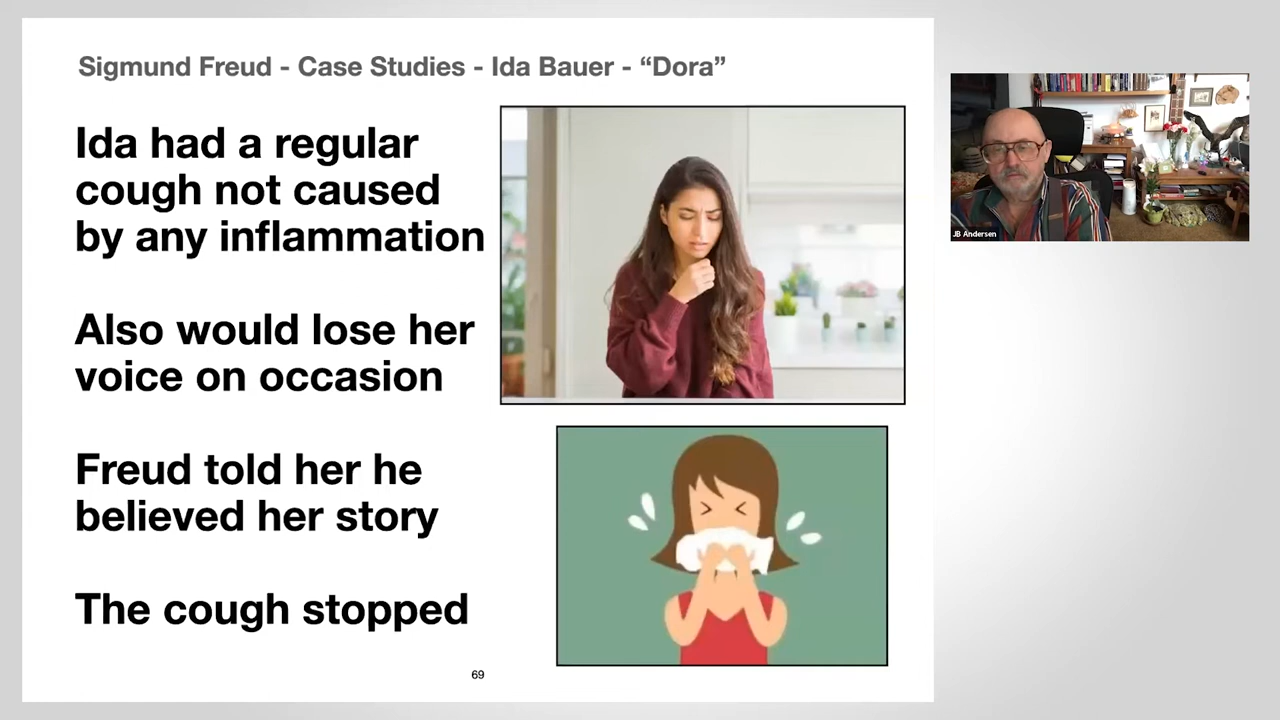 Sigmund Freud - Case Studies - Ida Bauer - “Dora”
Ida had a regular
cough not caused
by any inflammation
Also would lose her
voice on occasion
Freud told her he
believed her story
The cough stopped
69
JB Andersen